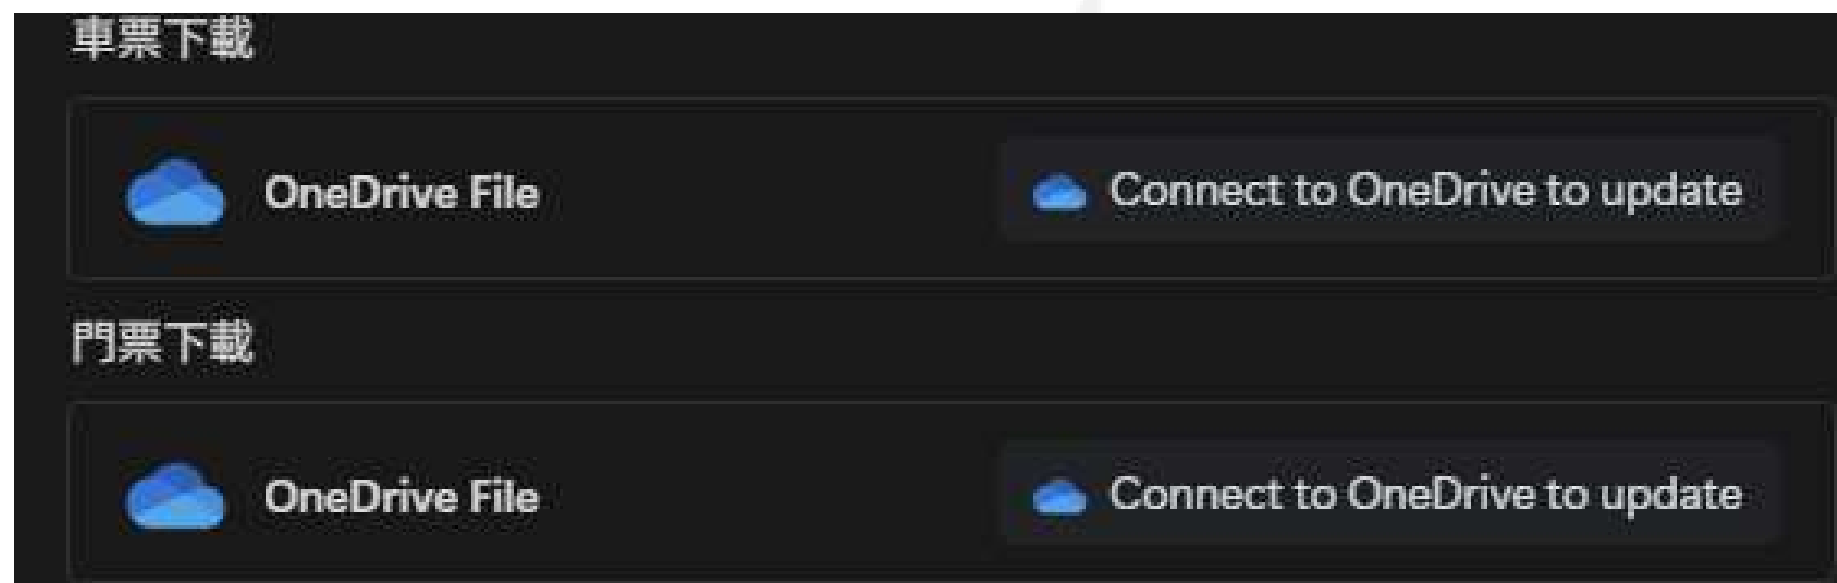 車票下載
OneDrive File
Connect to OneDrive to update
門票下載
OneDrive File
Connect to OneDrive to update